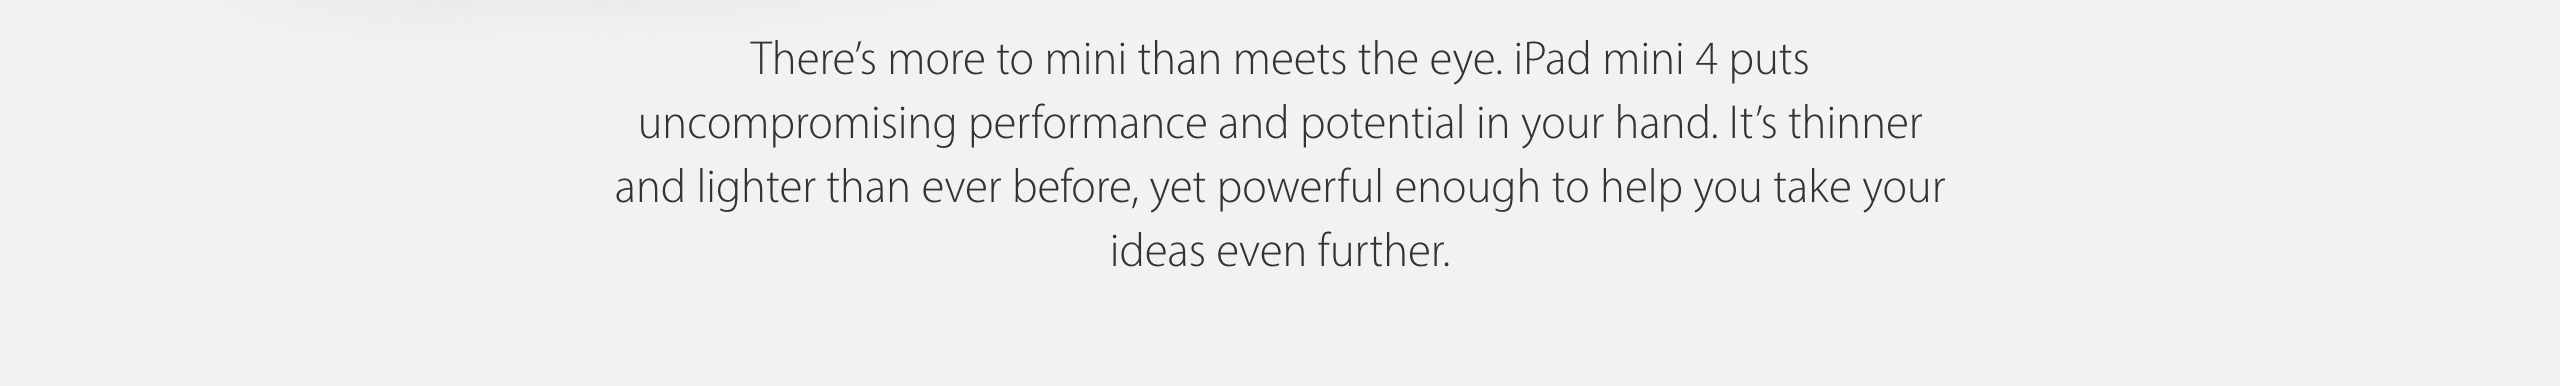 There’s more to mini than meets the eye. iPad mini 4 puts
uncompromising performance and potential in your hand. It’s thinner
and lighter than ever before, yet powerful enough to help you take your
ideas even further.